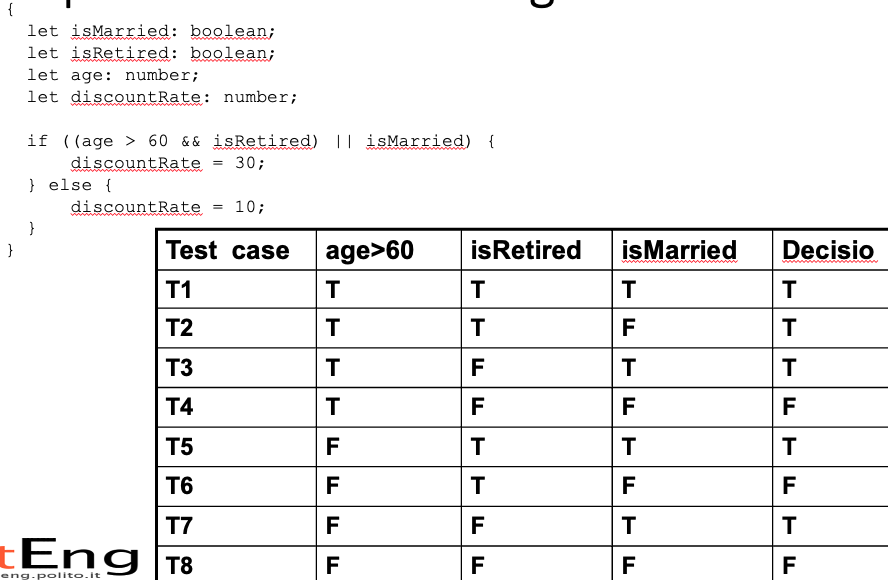 {
let isMarried: boolean;
let isRetired: boolean;
let age: number;
let discountRate: number;
if ((age > 60 && isRetired) || isMarried) {
discountRate = 30;
} else {
discountRate = 10;
}
}
Test case age>60 isRetired isMarried Decisio
T1 T T T T
T2 T T F T
T3 T F T T
T4 T F F F
T5 F T T T
T6 F T F F
T7 F F T T
T8 F F F F
tEng
eng.polito.it